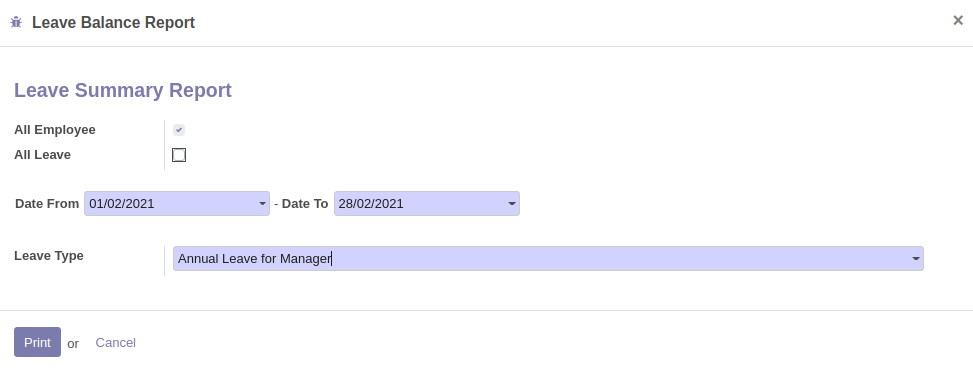 Leave Balance Report ×
Leave Summary Report
All Employee
All Leave
Date From 01/02/2021 - Date To 28/02/2021
Leave Type Annual Leave for Manager
Print or Cancel